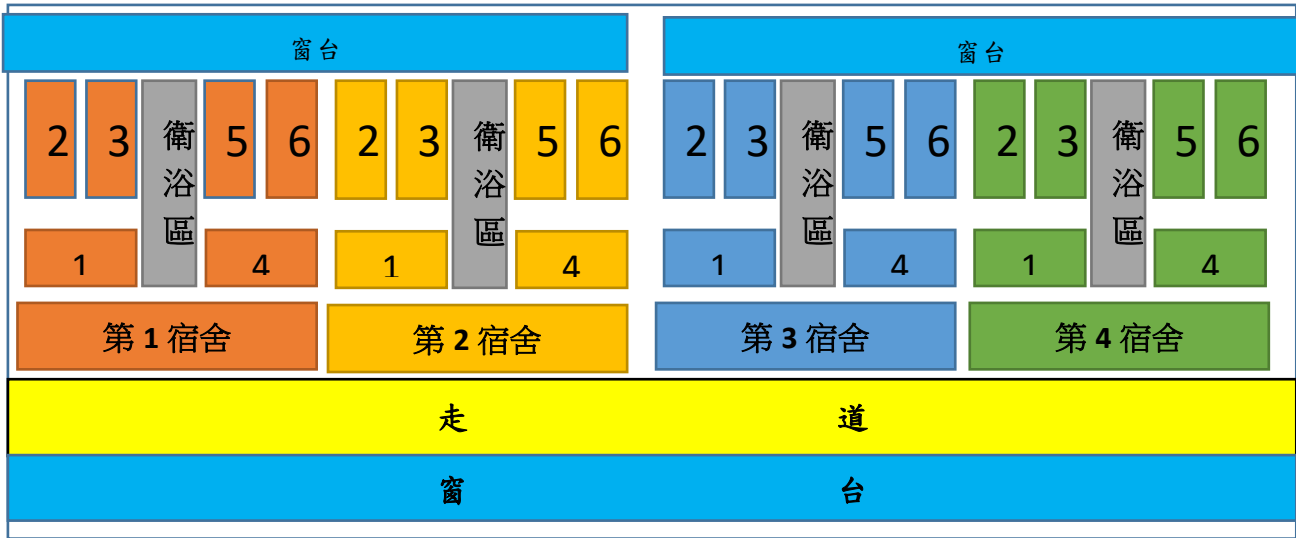 窗台 窗台
2 3 衛浴區 5 6 2 3 衛浴區 5 6 2 3 衛浴區 5 6 2 3 衛浴區 5 6
1 4 1 4 1 4 1 4
第 1 宿舍 第 2 宿舍 第 3 宿舍 第 4 宿舍
走 道
窗 台